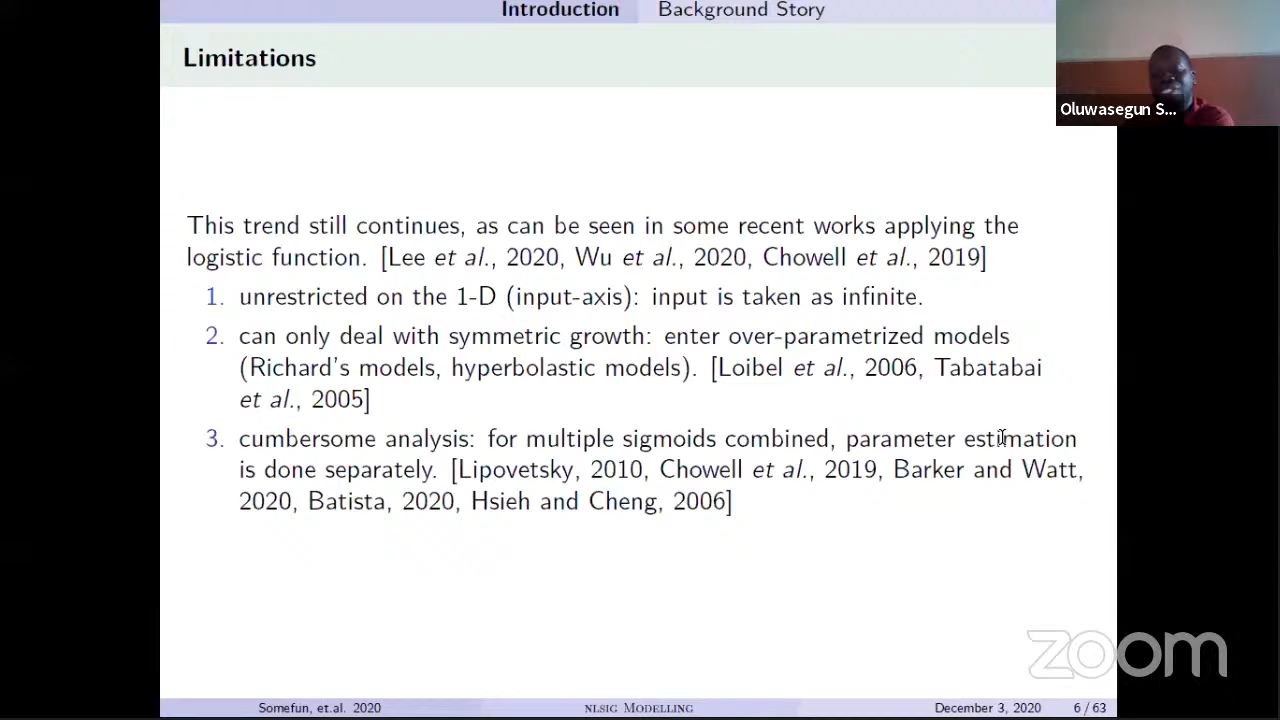 Introduction Background Story
Limitations
Oluwasegun S...
This trend still continues, as can be seen in some recent works applying the
logistic function. [Lee et al., 2020, Wu et al., 2020, Chowell et al., 2019]
1. unrestricted on the 1-D (input-axis): input is taken as infinite.
2. can only deal with symmetric growth: enter over-parametrized models
(Richard's models, hyperbolastic models). [Loibel et al., 2006, Tabatabai
et al., 2005]
3. cumbersome analysis: for multiple sigmoids combined, parameter estimation
is done separately. [Lipovetsky, 2010, Chowell et al., 2019, Barker and Watt,
2020, Batista, 2020, Hsieh and Cheng, 2006]
zoom
Somefun, et.al. 2020 NLSIG MODELLING December 3, 2020 6 / 63